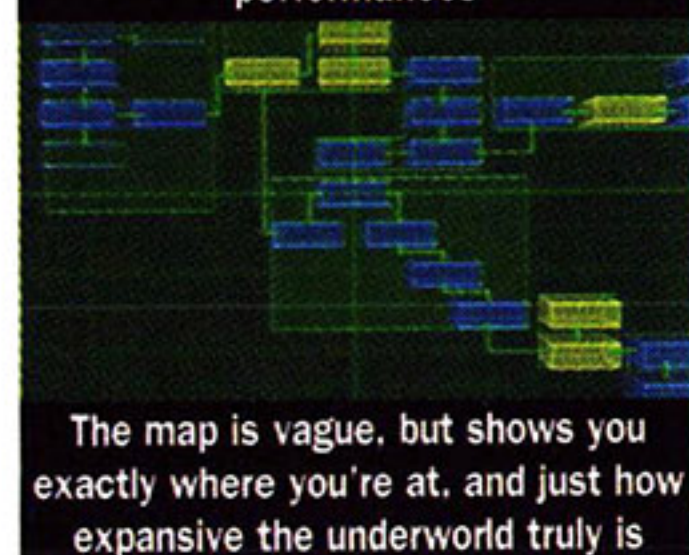 performances
The map is vague, but shows you
exactly where you're at, and just how
expansive the underworld truly is